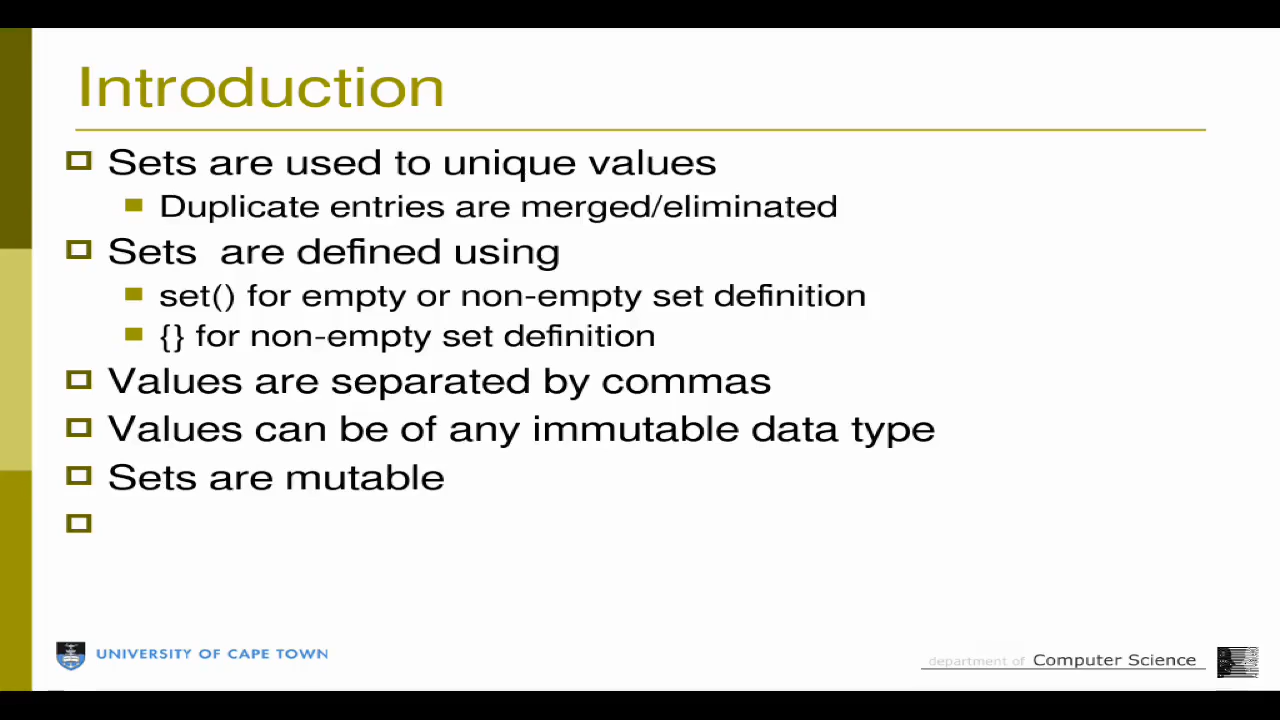 Introduction
Sets are used to unique values
Duplicate entries are merged/eliminated
Sets  are defined using
set() for empty or non-empty set definition
{} for non-empty set definition
Values are separated by commas
Values can be of any immutable data type
Sets are mutable
UNIVERSITY OF CAPE TOWN
department of Computer Science